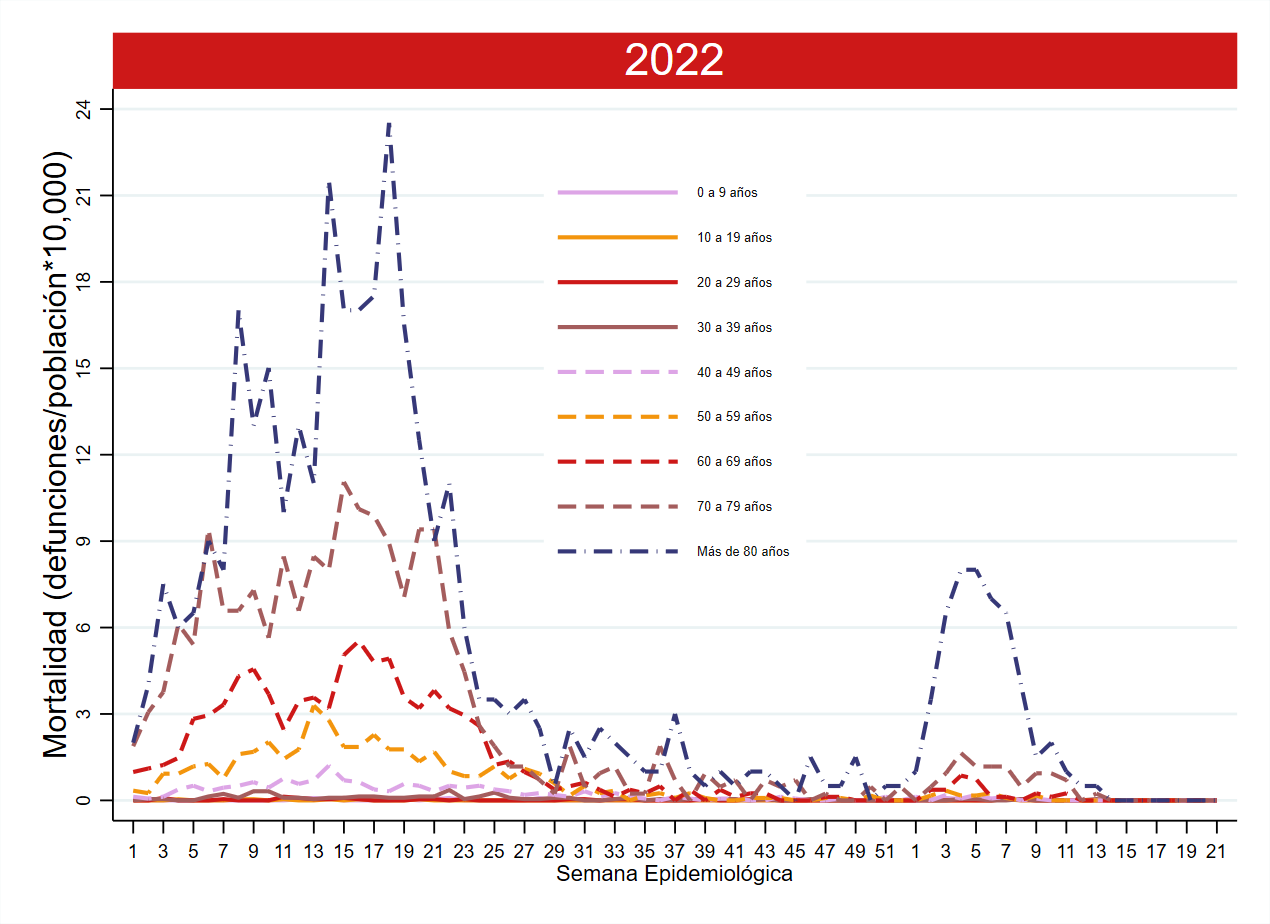 2022
Mortalidad (defunciones/población*10,000)
24
21
18
15
12
9
6
3
0
0 a 9 años
10 a 19 años
20 a 29 años
30 a 39 años
40 a 49 años
50 a 59 años
60 a 69 años
70 a 79 años
Más de 80 años
1 3 5 7 9 11 13 15 17 19 21 23 25 27 29 31 33 35 37 39 41 43 45 47 49 51 1 3 5 7 9 11 13 15 17 19 21
Semana Epidemiológica